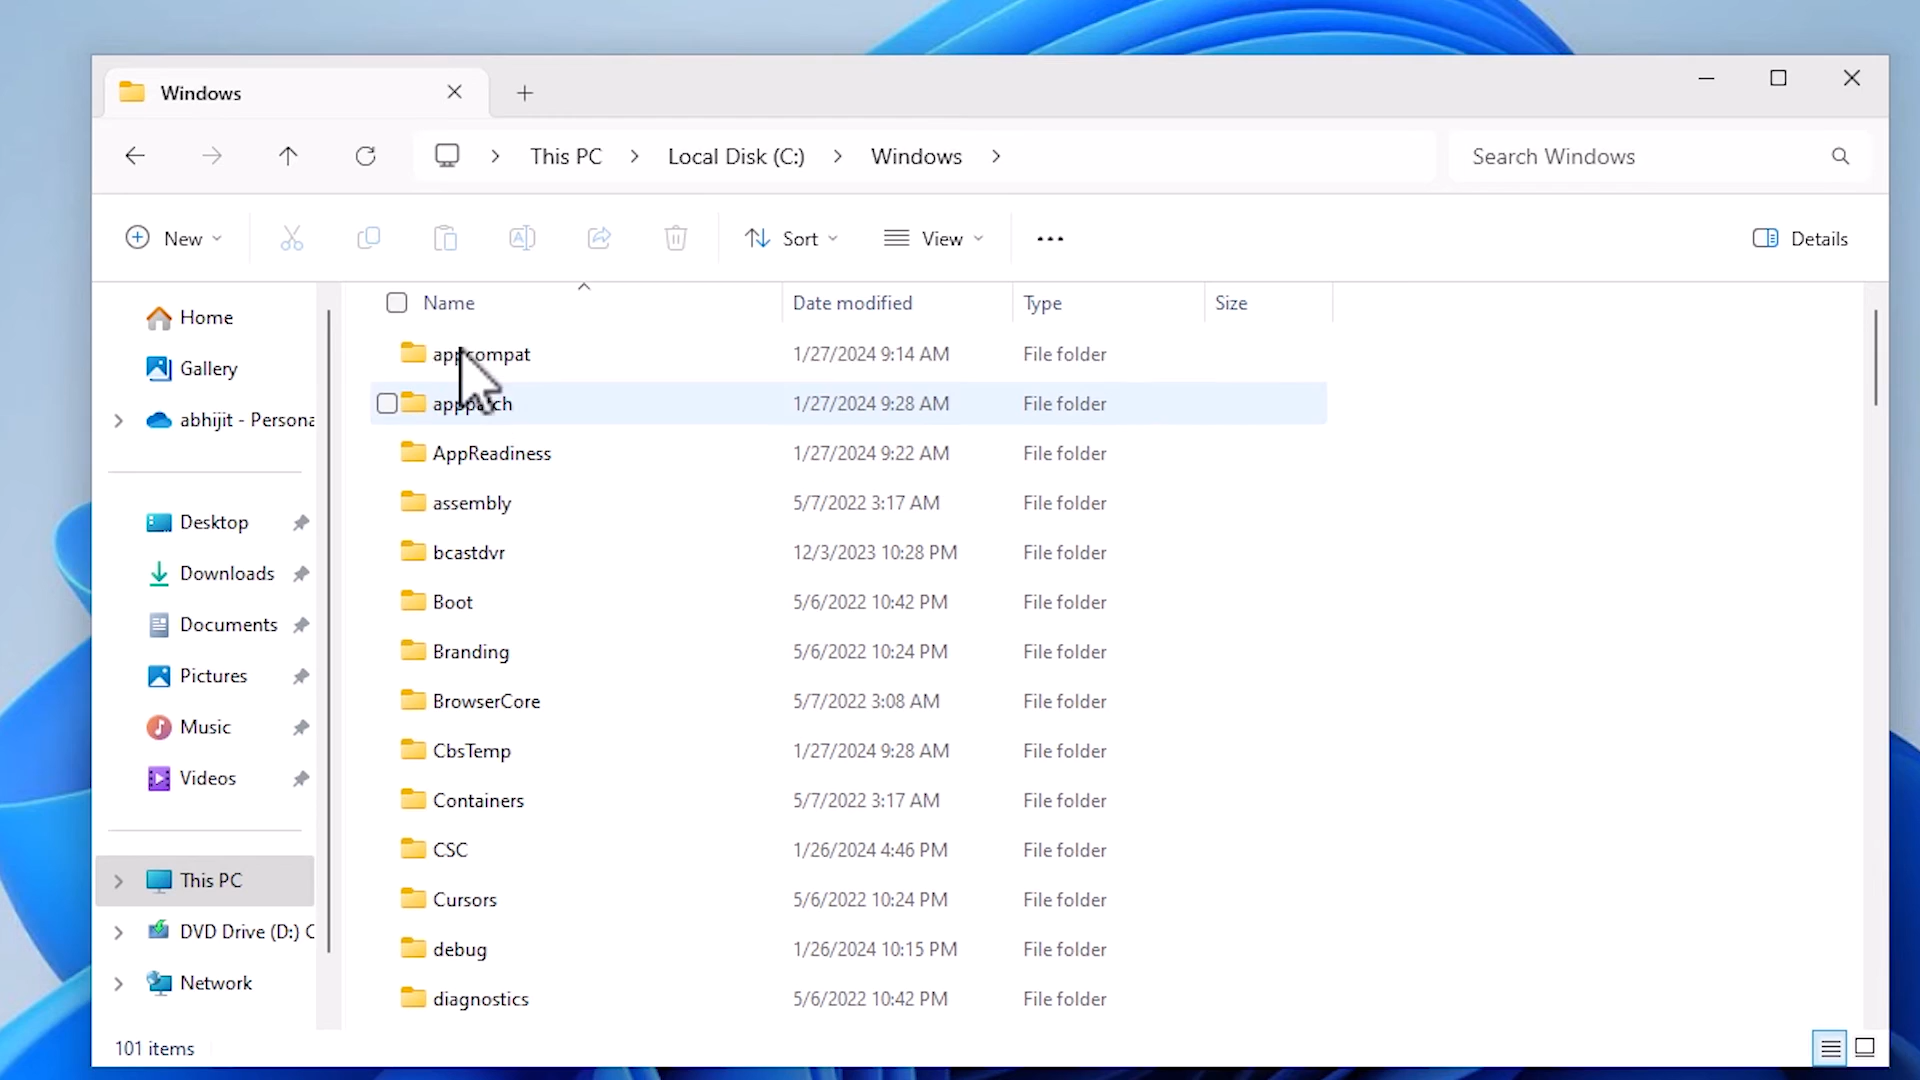 Windows
This PC > Local Disk (C:) > Windows >
Search Windows
New
Sort
View
Details
Home
Gallery
abhijit - Persona
Desktop
Downloads
Documents
Pictures
Music
Videos
This PC
DVD Drive (D:) C
Network
Name Date modified Type Size
appcompat 1/27/2024 9:14 AM File folder
apppatch 1/27/2024 9:28 AM File folder
AppReadiness 1/27/2024 9:22 AM File folder
assembly 5/7/2022 3:17 AM File folder
bcastdvr 12/3/2023 10:28 PM File folder
Boot 5/6/2022 10:42 PM File folder
Branding 5/6/2022 10:24 PM File folder
BrowserCore 5/7/2022 3:08 AM File folder
CbsTemp 1/27/2024 9:28 AM File folder
Containers 5/7/2022 3:17 AM File folder
CSC 1/26/2024 4:46 PM File folder
Cursors 5/6/2022 10:24 PM File folder
debug 1/26/2024 10:15 PM File folder
diagnostics 5/6/2022 10:42 PM File folder
101 items